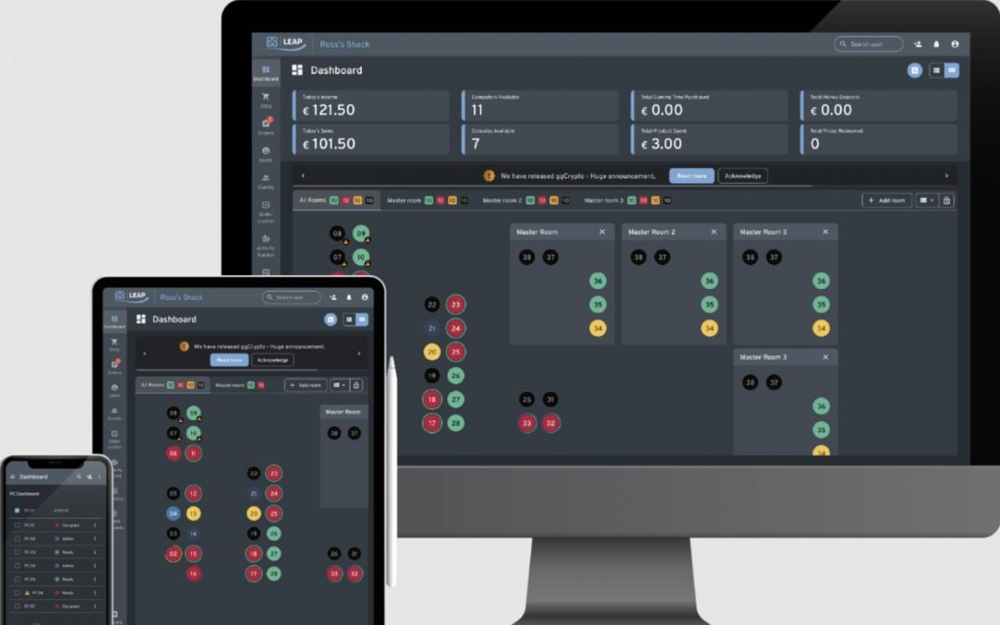 LEAP
Ross's Shack
Search user
Dashboard
Dashboard
Shop
Orders
Users
Guests
Slider control
Activity tracker
Today's Income
€ 121.50
Computers Available
11
Total Gaming Time Purchased
€ 0.00
Total Money Deposits
€ 0.00
Today's Sales
€ 101.50
Consoles Available
7
Total Product Spent
€ 3.00
Total Prizes Redeemed
0
We have released ggCrypto - Huge announcement.
Read more
Acknowledge
All Rooms 10 10 10 10
Master room 10 10 10 10
Master room 2 10 10 10 10
Master room 3 10 10 10 10
+ Add room
08 09
07 10
22 23
21 24
20 25
19 26
18 27
17 28
26 31
33 32
Master Room
38 37
36
35
34
Master Room 2
38 37
36
35
34
Master Room 3
38 37
36
35
34
Master Room 3
38 37
36
35
34
LEAP
Ross's Shack
Search user
Dashboard
Dashboard
Shop
Orders
Users
Guests
Slider control
We have released ggCrypto - Huge announcement.
Read more
Acknowledge
All Rooms 10 10 10 10
Master room 10 10
+ Add room
08 09
07 10
06 11
05 12
04 13
03 14
02 15
16
22 23
21 24
20 25
19 26
18 27
17 28
Master Room
38 37
26 31
33 32
Dashboard
PC Dashboard
STATUS
PC 01 Occupied
PC 02 Admin
PC 03 Ready
PC 04 Admin
PC 05 Ready
PC 06 Ready
PC 07 Occupied